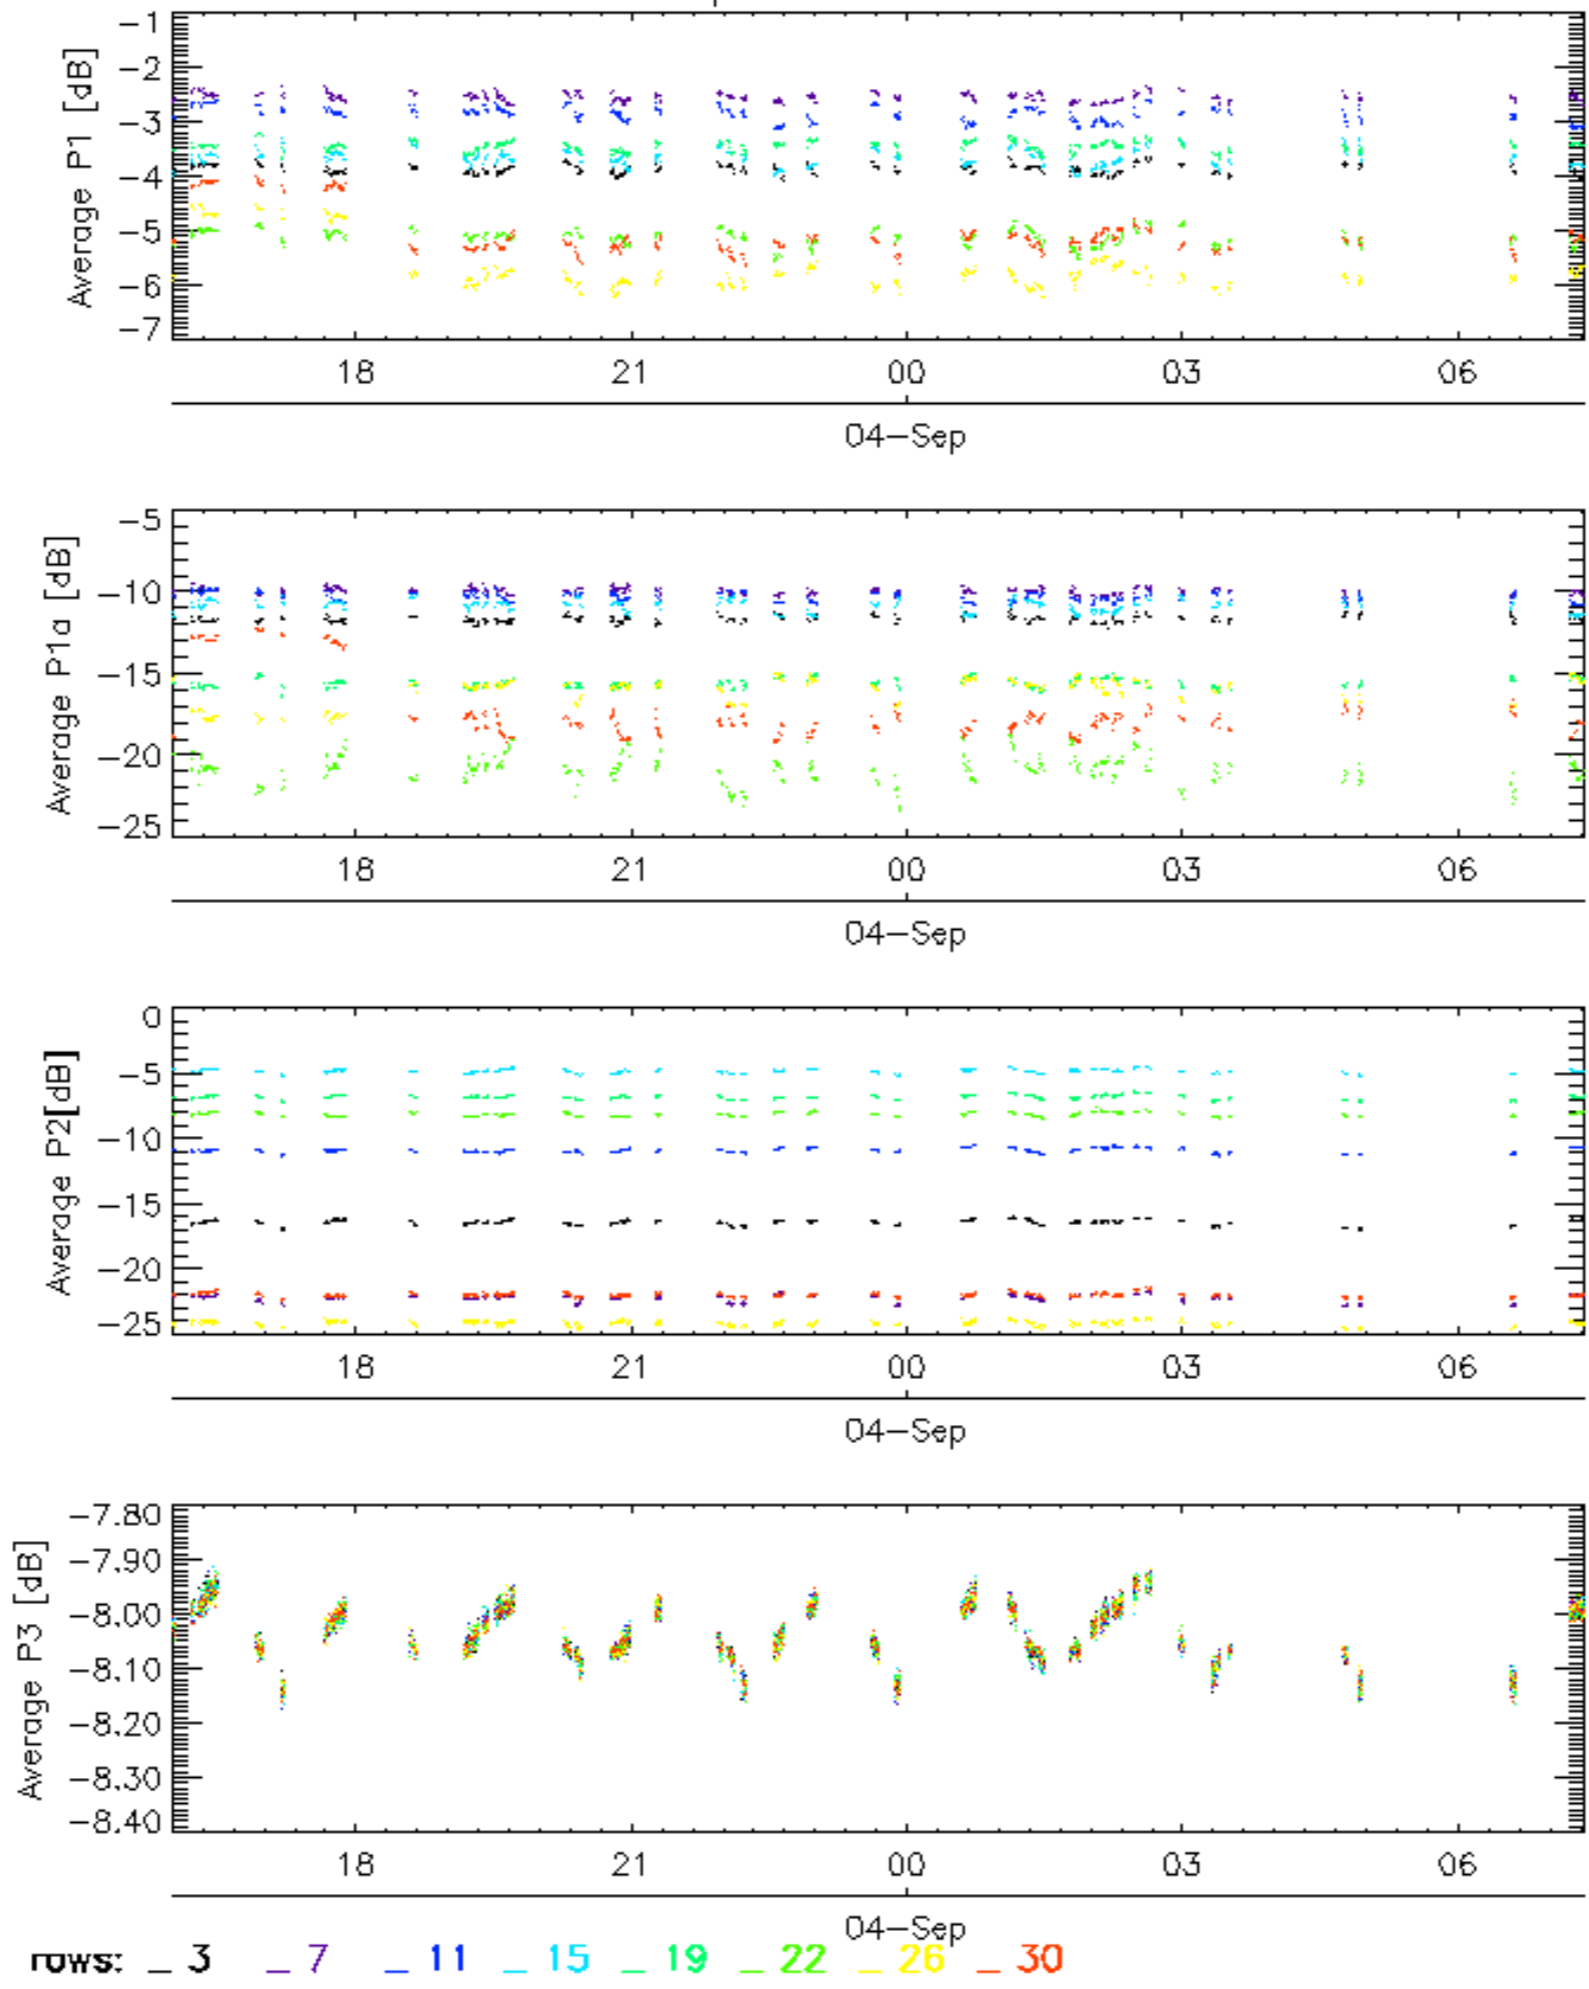 Average P1 [dB]
−1
−2
−3
−4
−5
−6
−7
18 21 00 03 06
04−Sep
Average P1a [dB]
−5
−10
−15
−20
−25
18 21 00 03 06
04−Sep
Average P2[dB]
0
−5
−10
−15
−20
−25
18 21 00 03 06
04−Sep
Average P3 [dB]
−7.80
−7.90
−8.00
−8.10
−8.20
−8.30
−8.40
18 21 00 03 06
04−Sep
rows: _ 3 _ 7 _ 11 _ 15 _ 19 _ 22 _ 26 _ 30